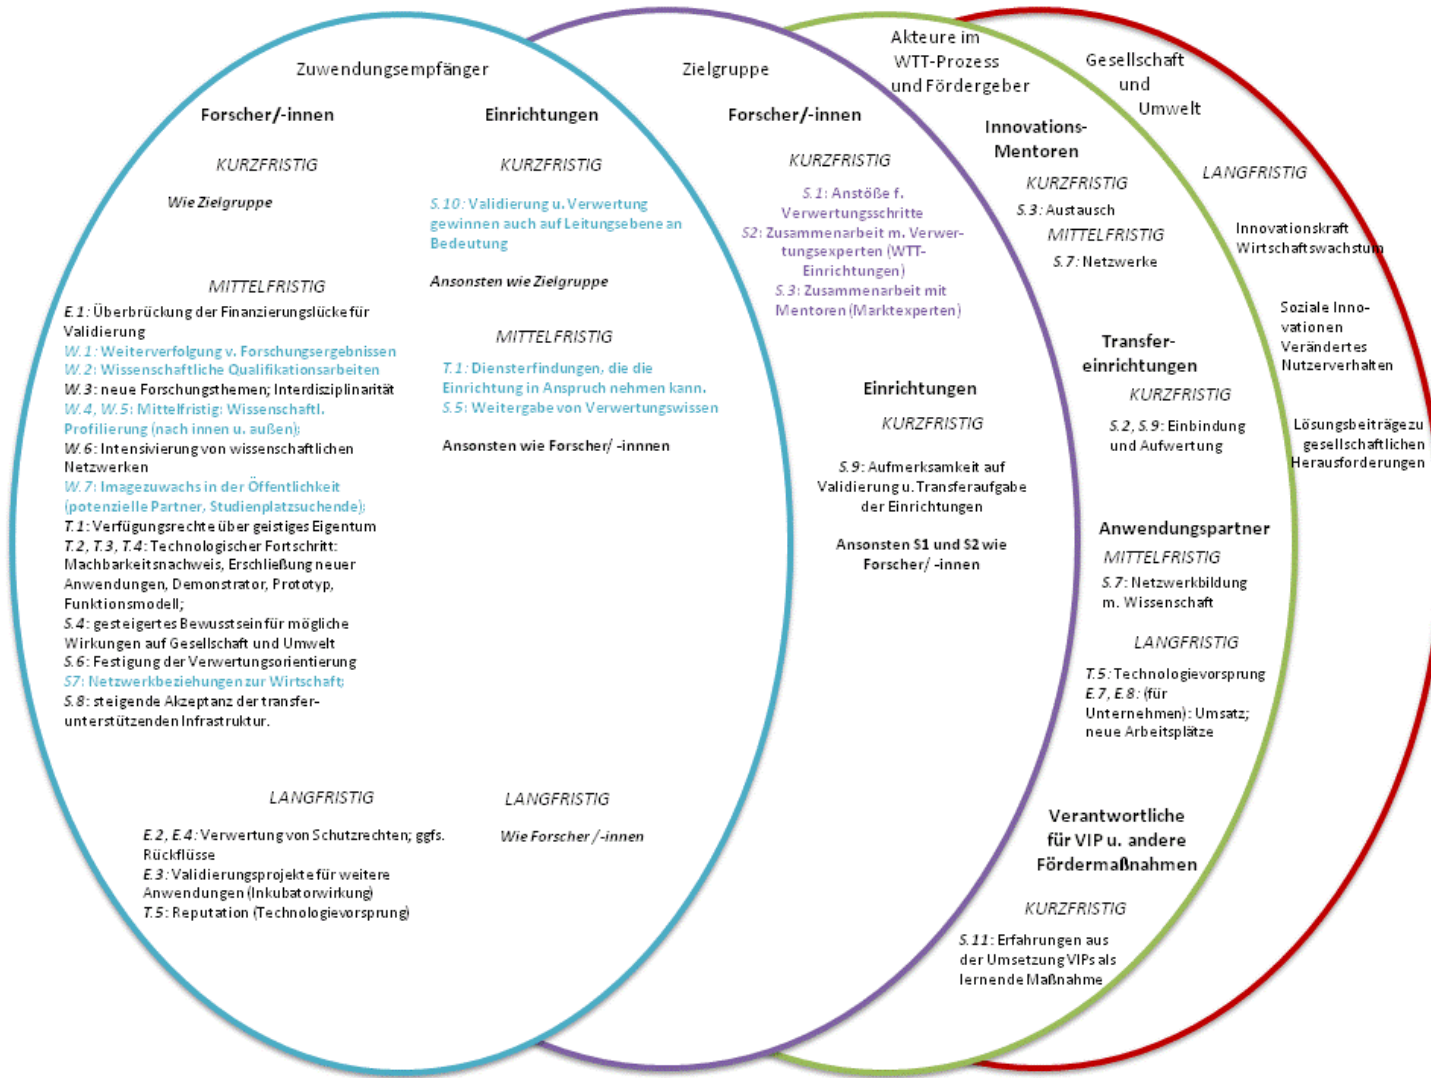 Zuwendungsempfänger
Forscher/-innen
KURZFRISTIG
Wie Zielgruppe
MITTELFRISTIG
E.1: Überbrückung der Finanzierungslücke für
Validierung
W.1: Weiterverfolgung v. Forschungsergebnissen
W.2: Wissenschaftliche Qualifikationsarbeiten
W.3: neue Forschungsthemen; Interdisziplinarität
W.4, W.5: Mittelfristig: Wissenschaftl.
Profilierung (nach innen u. außen);
W.6: Intensivierung von wissenschaftlichen
Netzwerken
W.7: Imagezuwachs in der Öffentlichkeit
(potenzielle Partner, Studienplatzsuchende);
T.1: Verfügungsrechte über geistiges Eigentum
T.2, T.3, T.4: Technologischer Fortschritt:
Machbarkeitsnachweis, Erschließung neuer
Anwendungen, Demonstrator, Prototyp,
Funktionsmodell;
S.4: gesteigertes Bewusstsein für mögliche
Wirkungen auf Gesellschaft und Umwelt
S.6: Festigung der Verwertungsorientierung
S7: Netzwerkbeziehungen zur Wirtschaft;
S.8: steigende Akzeptanz der transfer-
unterstützenden Infrastruktur.
LANGFRISTIG
E.2, E.4: Verwertung von Schutzrechten; ggfs.
Rückflüsse
E.3: Validierungsprojekte für weitere
Anwendungen (Inkubatorwirkung)
T.5: Reputation (Technologievorsprung)
Einrichtungen
KURZFRISTIG
S.10: Validierung u. Verwertung
gewinnen auch auf Leitungsebene an
Bedeutung
Ansonsten wie Zielgruppe
MITTELFRISTIG
T.1: Diensterfindungen, die die
Einrichtung in Anspruch nehmen kann.
S.5: Weitergabe von Verwertungswissen
Ansonsten wie Forscher/ -innnen
LANGFRISTIG
Wie Forscher /-innen
Zielgruppe
Forscher/-innen
KURZFRISTIG
S.1: Anstöße f.
Verwertungsschritte
S2: Zusammenarbeit m. Verwer-
tungsexperten (WTT-
Einrichtungen)
S.3: Zusammenarbeit mit
Mentoren (Marktexperten)
Einrichtungen
KURZFRISTIG
S.9: Aufmerksamkeit auf
Validierung u. Transferaufgabe
der Einrichtungen
Ansonsten S1 und S2 wie
Forscher/ -innen
Akteure im
WTT-Prozess
und Fördergeber
Innovations-
Mentoren
KURZFRISTIG
S.3: Austausch
MITTELFRISTIG
S.7: Netzwerke
Transfer-
einrichtungen
KURZFRISTIG
S.2, S.9: Einbindung
und Aufwertung
Anwendungspartner
MITTELFRISTIG
S.7: Netzwerkbildung
m. Wissenschaft
LANGFRISTIG
T.5: Technologievorsprung
E.7, E.8: (für
Unternehmen): Umsatz;
neue Arbeitsplätze
Verantwortliche
für VIP u. andere
Fördermaßnahmen
KURZFRISTIG
S.11: Erfahrungen aus
der Umsetzung VIPs als
lernende Maßnahme
Gesellschaft
und
Umwelt
LANGFRISTIG
Innovationskraft
Wirtschaftswachstum
Soziale Inno-
vationen
Verändertes
Nutzerverhalten
Lösungsbeiträge zu
gesellschaftlichen
Herausforderungen